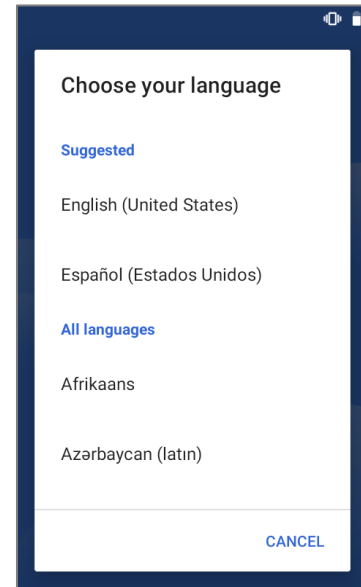 Choose your language
Suggested
English (United States)
Español (Estados Unidos)
All languages
Afrikaans
Azərbaycan (latın)
CANCEL